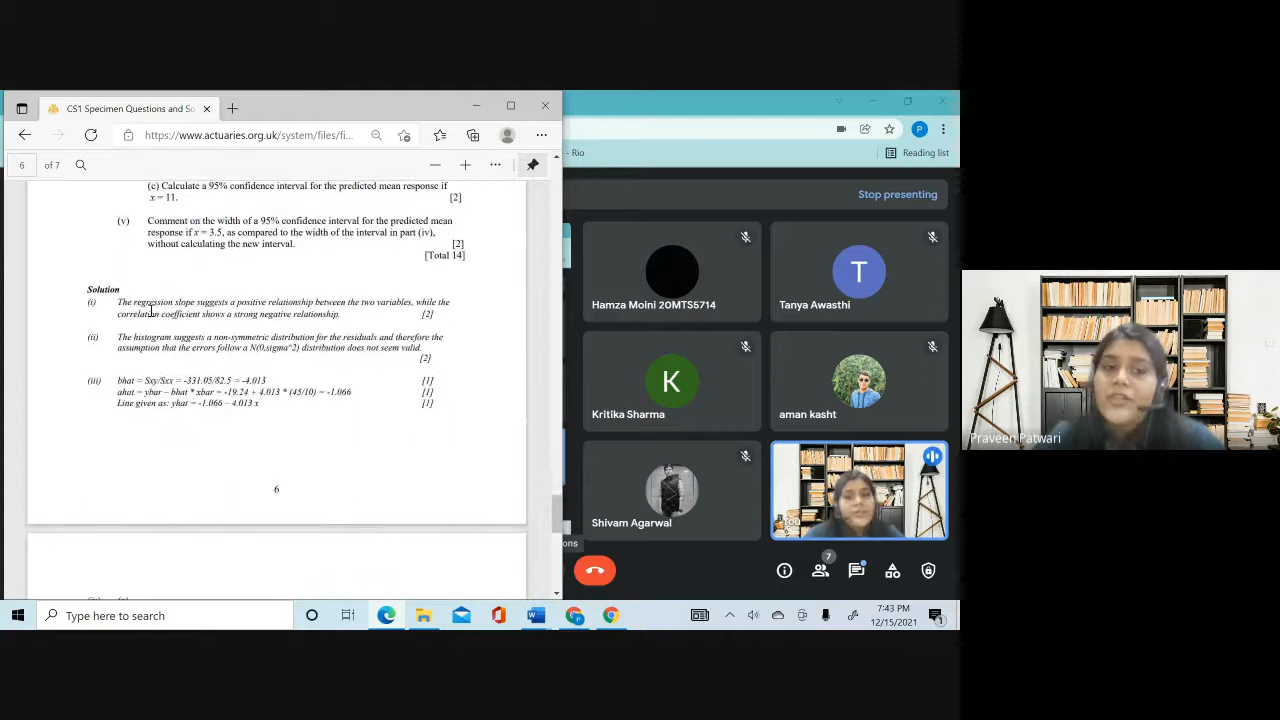 CS1 Specimen Questions and So
https://www.actuaries.org.uk/system/files/fi...
6 of 7
- Rio
Reading list
Stop presenting
(c) Calculate a 95% confidence interval for the predicted mean response if
x = 11. [2]
(v) Comment on the width of a 95% confidence interval for the predicted mean
response if x = 3.5, as compared to the width of the interval in part (iv),
without calculating the new interval. [2]
[Total 14]
Solution
(i) The regression slope suggests a positive relationship between the two variables, while the
correlation coefficient shows a strong negative relationship. [2]
(ii) The histogram suggests a non-symmetric distribution for the residuals and therefore the
assumption that the errors follow a N(0,sigma^2) distribution does not seem valid.
[2]
(iii) bhat = Sxy/Sxx = -331.05/82.5 = -4.013 [1]
ahat = ybar – bhat * xbar = -19.24 + 4.013 * (45/10) = -1.066 [1]
Line given as: yhat = -1.066 – 4.013 x [1]
6
Hamza Moini 20MTS5714
T
Tanya Awasthi
K
Kritika Sharma
aman kasht
Shivam Agarwal
You
ons
7
P
Praveen Patwari
Type here to search
7:43 PM
12/15/2021